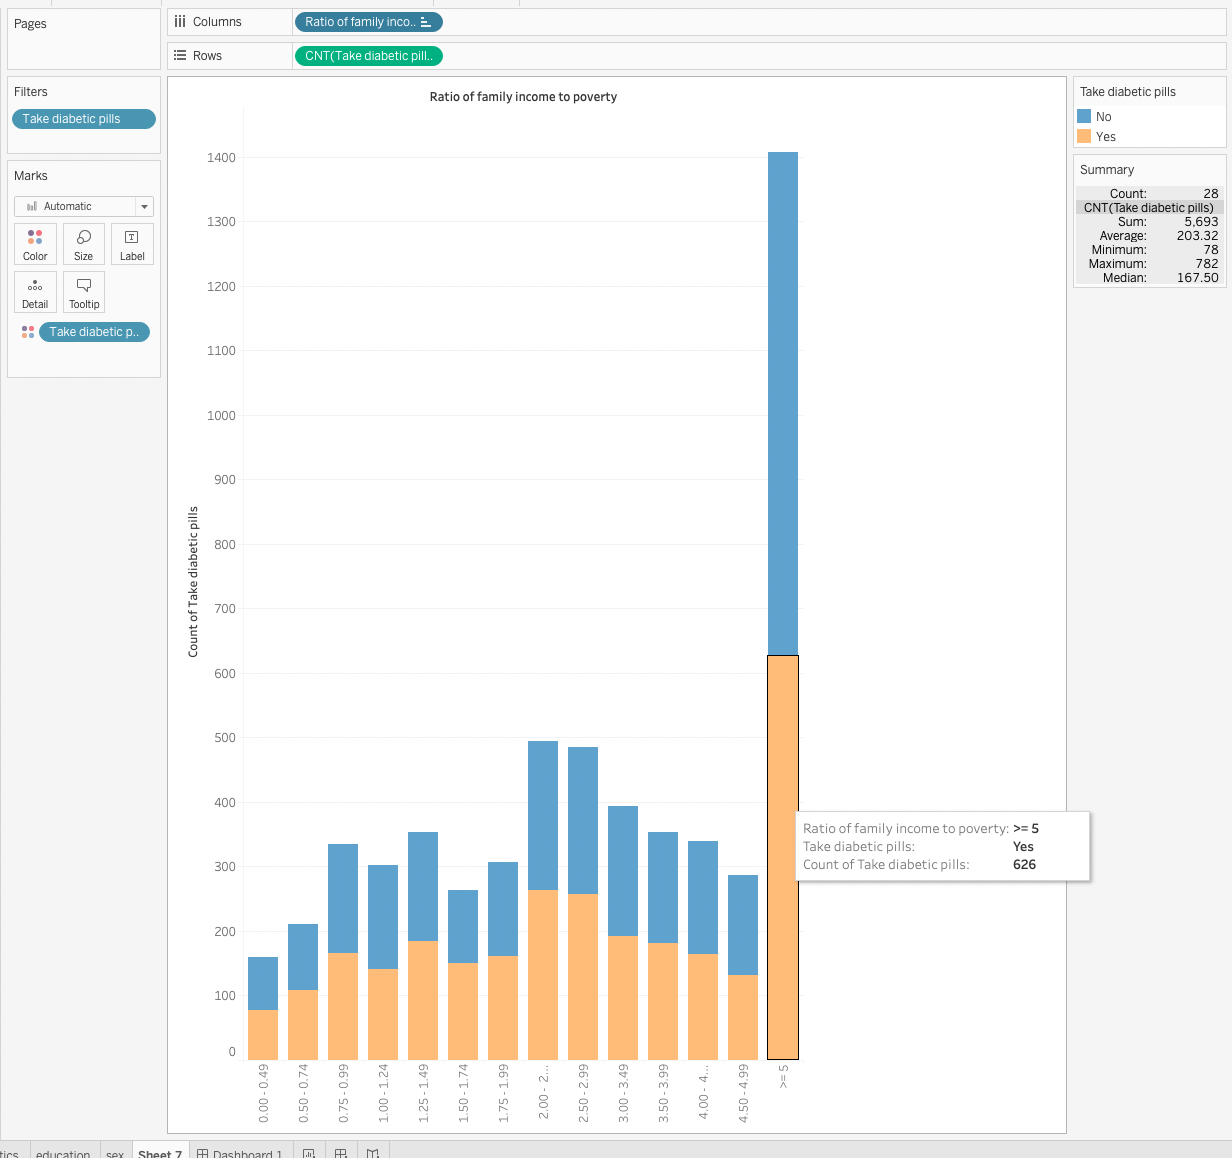 Pages
Columns
Ratio of family inco..
Rows
CNT(Take diabetic pill..
Filters
Take diabetic pills
Marks
Automatic
Color
Size
Label
Detail
Tooltip
Take diabetic p..
Ratio of family income to poverty
Count of Take diabetic pills
1400
1300
1200
1100
1000
900
800
700
600
500
400
300
200
100
0
0.00 - 0.49
0.50 - 0.74
0.75 - 0.99
1.00 - 1.24
1.25 - 1.49
1.50 - 1.74
1.75 - 1.99
2.00 - 2...
2.50 - 2.99
3.00 - 3.49
3.50 - 3.99
4.00 - 4...
4.50 - 4.99
>= 5
Ratio of family income to poverty: >= 5
Take diabetic pills: Yes
Count of Take diabetic pills: 626
Take diabetic pills
No
Yes
Summary
Count: 28
CNT(Take diabetic pills)
Sum: 5,693
Average: 203.32
Minimum: 78
Maximum: 782
Median: 167.50
tics education sex Sheet 7 Dashboard 1